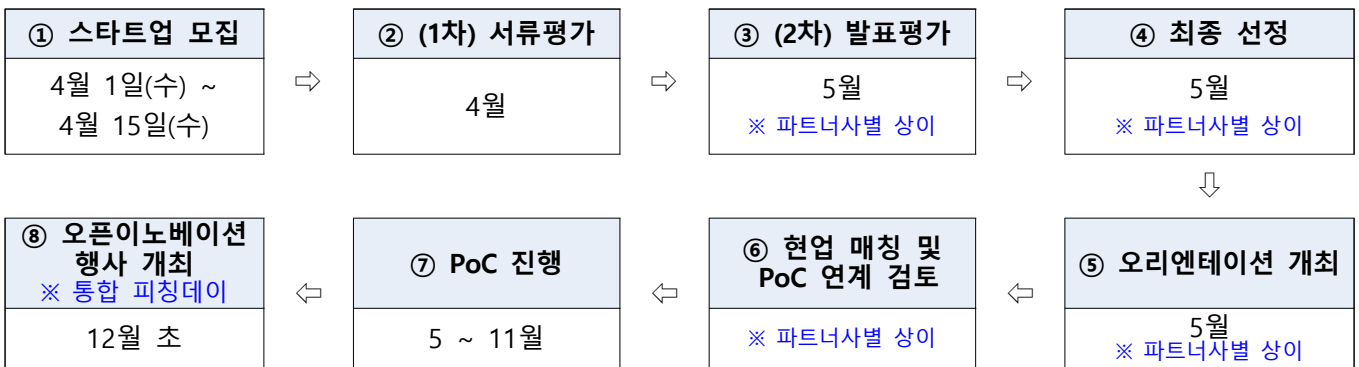 ① 스타트업 모집
4월 1일(수) ~
4월 15일(수)
⇨
② (1차) 서류평가
4월
⇨
③ (2차) 발표평가
5월
※ 파트너사별 상이
⇨
④ 최종 선정
5월
※ 파트너사별 상이
⇩
⑤ 오리엔테이션 개최
5월
※ 파트너사별 상이
⇦
⑥ 현업 매칭 및
PoC 연계 검토
※ 파트너사별 상이
⇦
⑦ PoC 진행
5 ~ 11월
⇦
⑧ 오픈이노베이션
행사 개최
※ 통합 피칭데이
12월 초